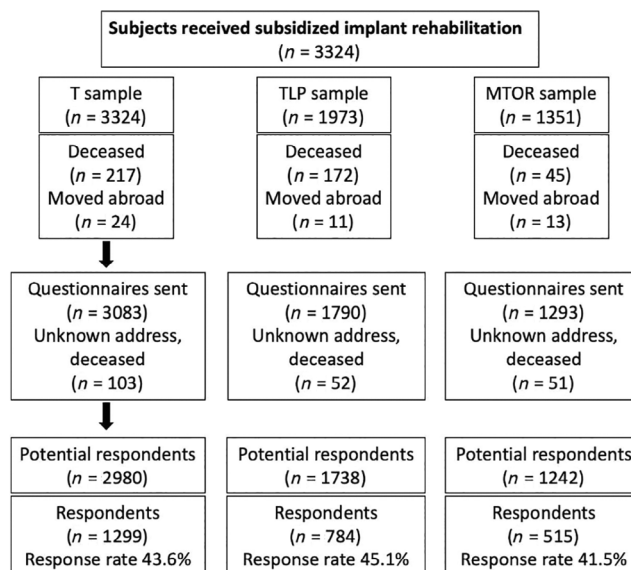 Subjects received subsidized implant rehabilitation
(n = 3324)
T sample
(n = 3324)
Deceased
(n = 217)
Moved abroad
(n = 24)
Questionnaires sent
(n = 3083)
Unknown address,
deceased
(n = 103)
Potential respondents
(n = 2980)
Respondents
(n = 1299)
Response rate 43.6%
TLP sample
(n = 1973)
Deceased
(n = 172)
Moved abroad
(n = 11)
Questionnaires sent
(n = 1790)
Unknown address,
deceased
(n = 52)
Potential respondents
(n = 1738)
Respondents
(n = 784)
Response rate 45.1%
MTOR sample
(n = 1351)
Deceased
(n = 45)
Moved abroad
(n = 13)
Questionnaires sent
(n = 1293)
Unknown address,
deceased
(n = 51)
Potential respondents
(n = 1242)
Respondents
(n = 515)
Response rate 41.5%